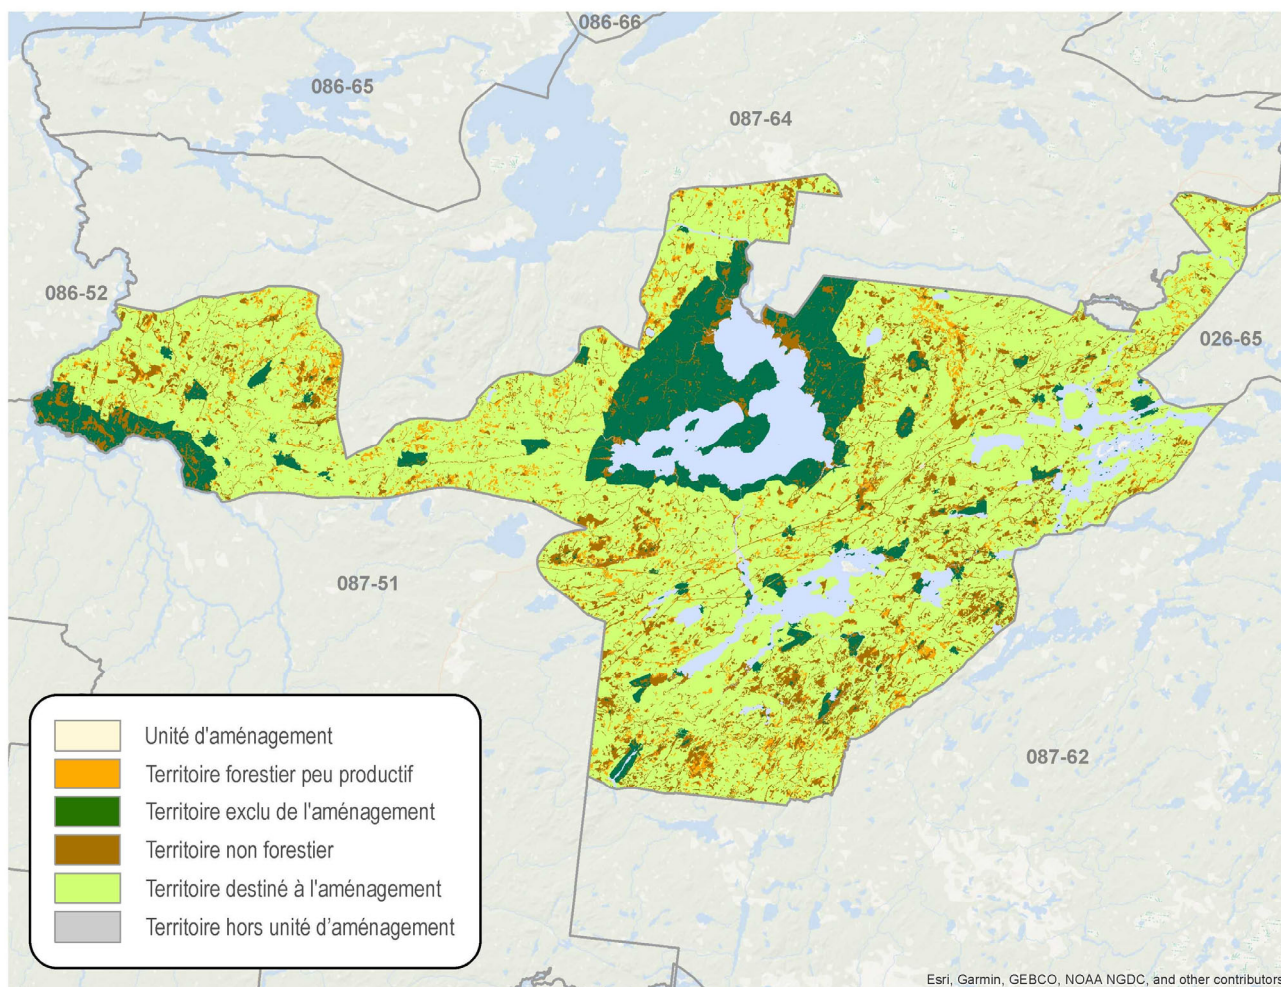 086-66
086-65
087-64
086-52
026-65
087-51
087-62
Unité d'aménagement
Territoire forestier peu productif
Territoire exclu de l'aménagement
Territoire non forestier
Territoire destiné à l'aménagement
Territoire hors unité d’aménagement
Esri, Garmin, GEBCO, NOAA NGDC, and other contributors